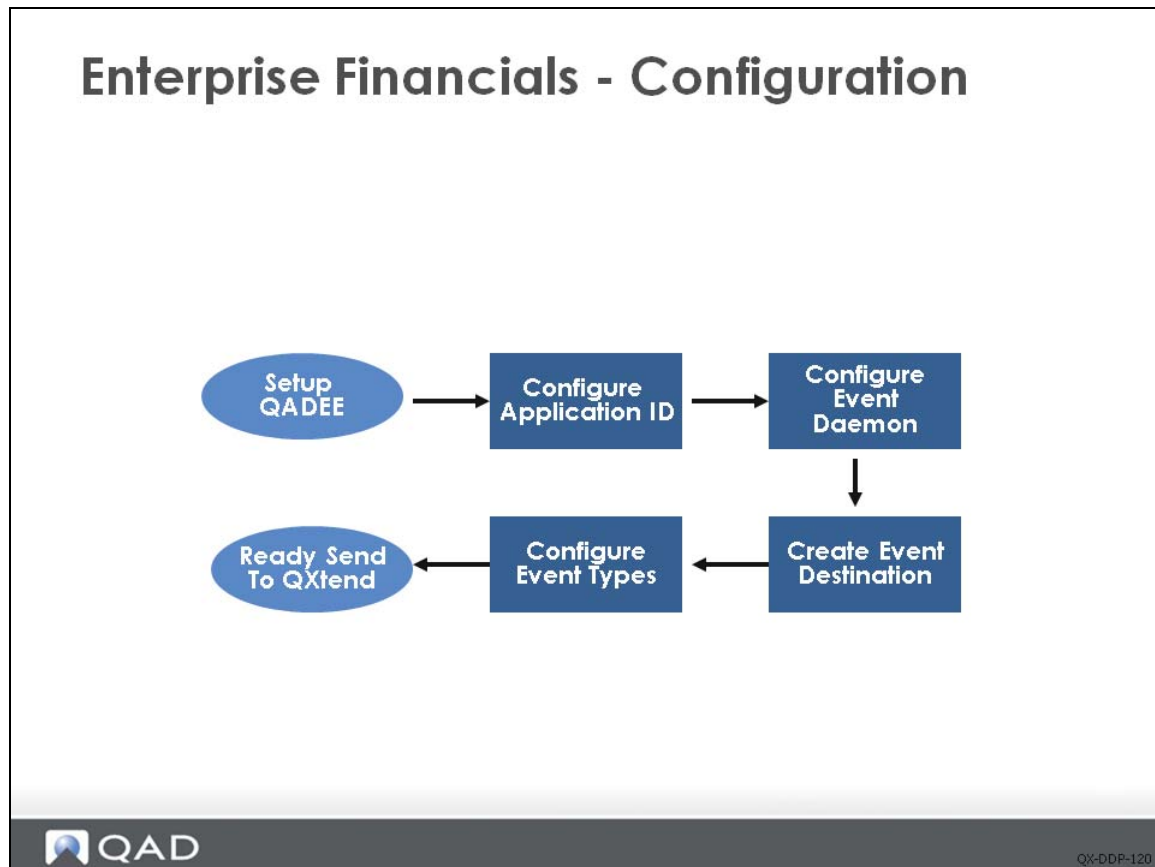 Enterprise Financials - Configuration
Setup
QADEE
Configure
Application ID
Configure
Event
Daemon
Ready Send
To QXtend
Configure
Event Types
Create Event
Destination
QAD
QX-DDP-120